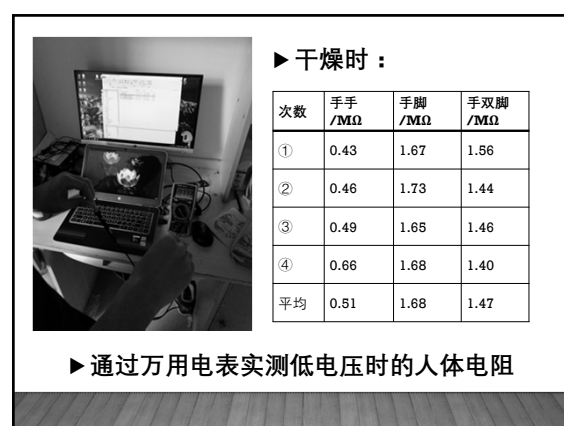 ▶干燥时：
次数 手手/MΩ 手脚/MΩ 手双脚/MΩ
① 0.43 1.67 1.56
② 0.46 1.73 1.44
③ 0.49 1.65 1.46
④ 0.66 1.68 1.40
平均 0.51 1.68 1.47
▶通过万用电表实测低电压时的人体电阻